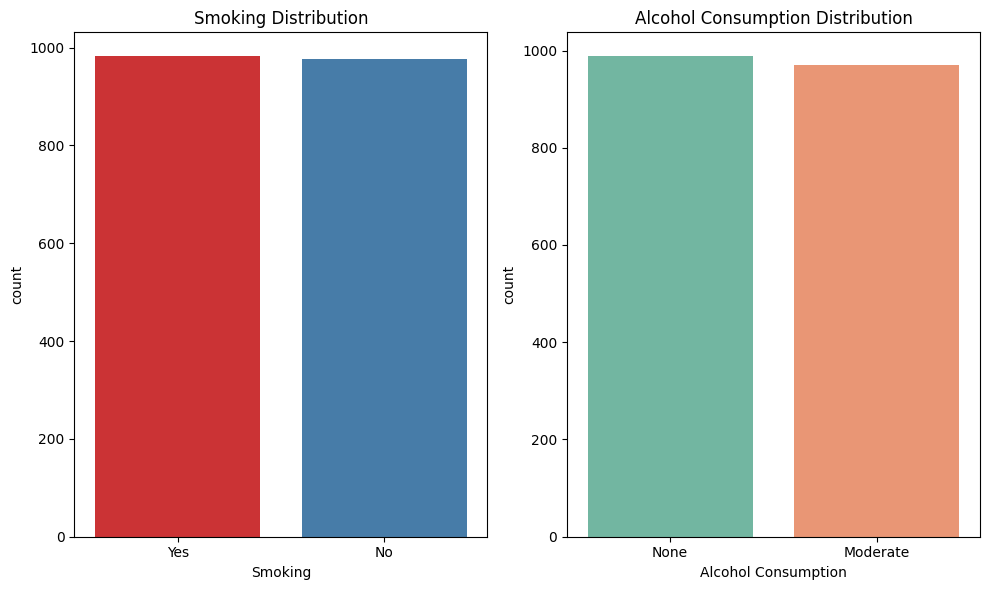 Smoking Distribution
1000
800
600
400
200
0
count
Yes No
Smoking
Alcohol Consumption Distribution
1000
800
600
400
200
0
count
None Moderate
Alcohol Consumption